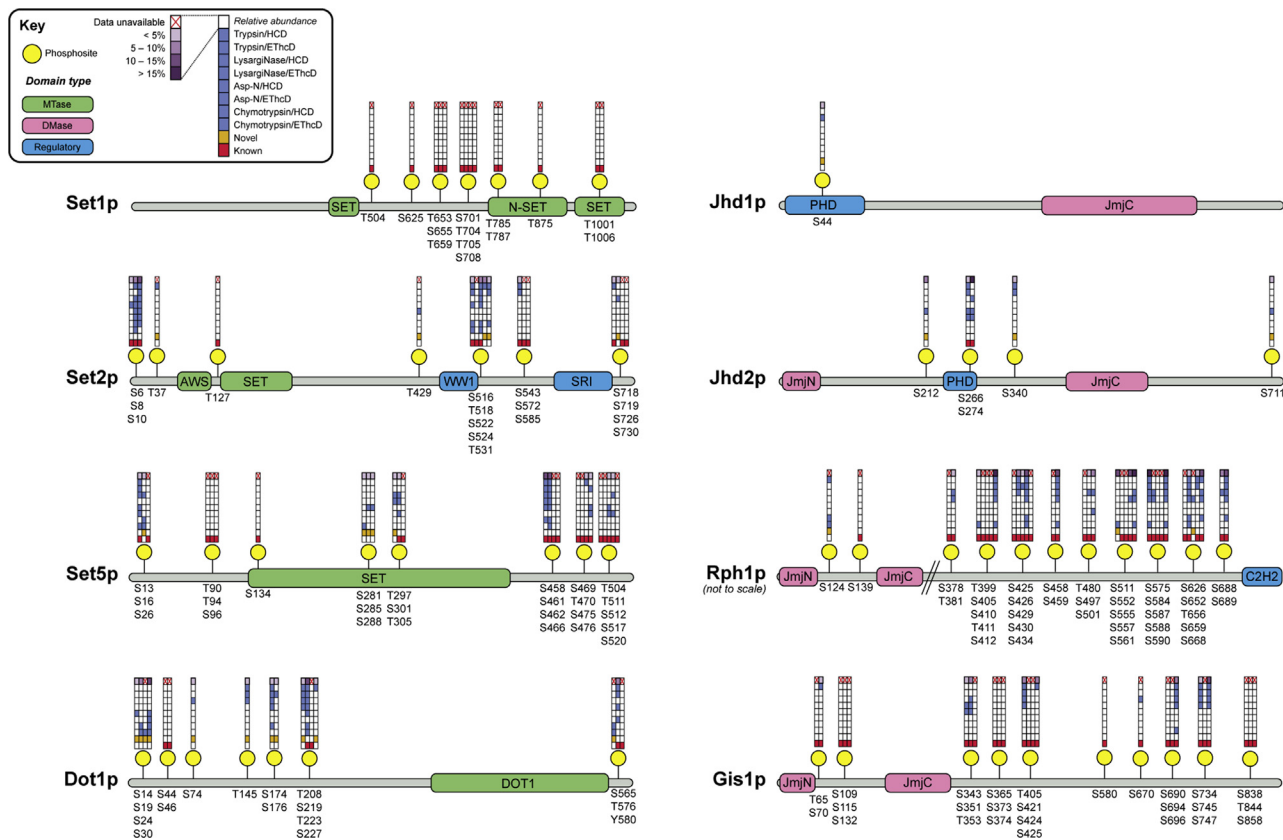 Key
Phosphosite
Domain type
MTase
DMase
Regulatory
Data unavailable
< 5%
5 – 10%
10 – 15%
> 15%
Relative abundance
Trypsin/HCD
Trypsin/EThcD
LysargiNase/HCD
LysargiNase/EThcD
Asp-N/HCD
Asp-N/EThcD
Chymotrypsin/HCD
Chymotrypsin/EThcD
Novel
Known
Set1p
SET
N-SET
SET
T504
S625
T653
S655
T659
S701
T704
T705
S708
T785
T787
T875
T1001
T1006
Set2p
AWS
SET
WW1
SRI
S6
S8
S10
T37
T127
T429
S516
T518
S522
S524
T531
S543
S572
S585
S718
S719
S726
S730
Set5p
SET
S13
S16
S26
T90
T94
S96
S134
S281
S285
S288
T297
S301
T305
S458
S461
S462
S466
S469
T470
S475
S476
T504
T511
S512
S517
S520
Dot1p
DOT1
S14
S19
S24
S30
S44
S46
S74
T145
S174
S176
T208
S219
T223
S227
S565
T576
Y580
Jhd1p
PHD
JmjC
S44
Jhd2p
JmjN
PHD
JmjC
S212
S266
S274
S340
S711
Rph1p
(not to scale)
JmjN
JmjC
C2H2
S124
S139
S378
T381
T399
S405
S410
T411
S412
S425
S426
S429
S430
S434
S458
S459
T480
S497
S501
S511
S552
S555
S557
S561
S575
S584
S587
S588
S590
S626
S652
T656
S659
S668
S688
S689
Gis1p
JmjN
JmjC
T65
S70
S109
S115
S132
S343
S351
T353
S365
S373
S374
T405
S421
S424
S425
S580
S670
S690
S694
S696
S734
S745
S747
S838
T844
S858